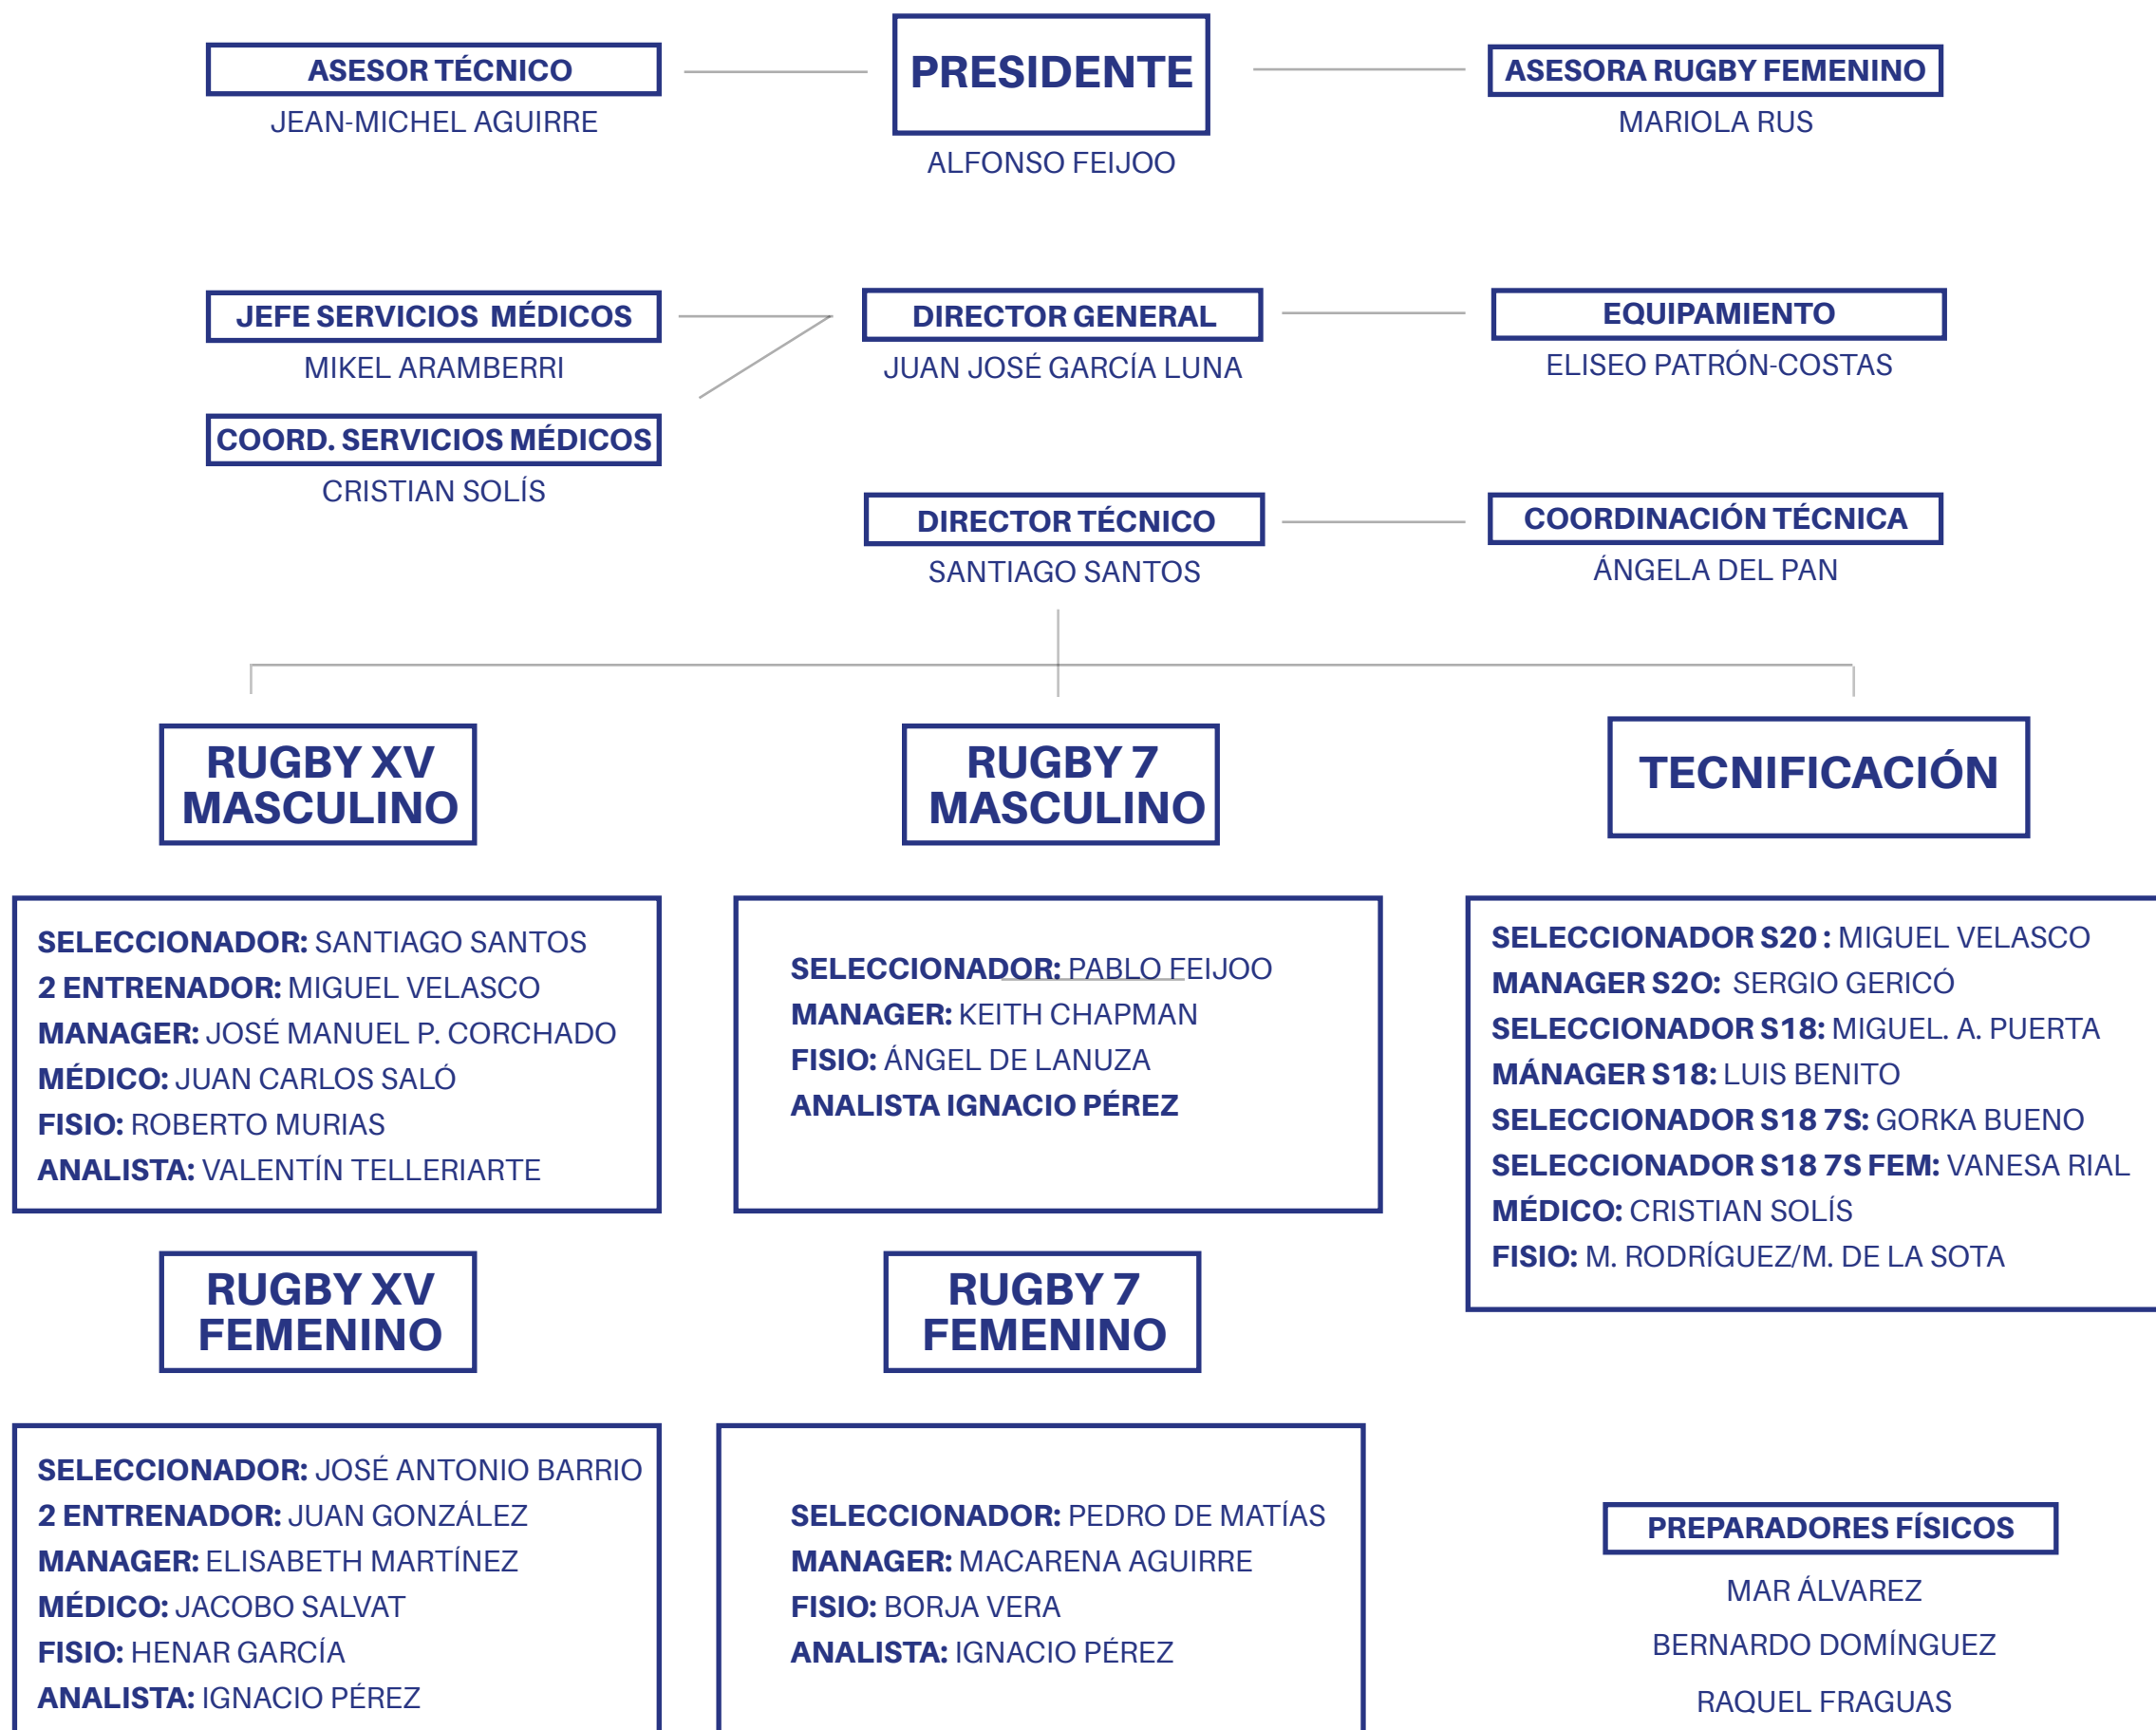 PRESIDENTE
ALFONSO FEIJOO
ASESOR TÉCNICO
JEAN-MICHEL AGUIRRE
ASESORA RUGBY FEMENINO
MARIOLA RUS
JEFE SERVICIOS MÉDICOS
MIKEL ARAMBERRI
COORD. SERVICIOS MÉDICOS
CRISTIAN SOLÍS
DIRECTOR GENERAL
JUAN JOSÉ GARCÍA LUNA
EQUIPAMIENTO
ELISEO PATRÓN-COSTAS
DIRECTOR TÉCNICO
SANTIAGO SANTOS
COORDINACIÓN TÉCNICA
ÁNGELA DEL PAN
RUGBY XV
MASCULINO
SELECCIONADOR: SANTIAGO SANTOS
2 ENTRENADOR: MIGUEL VELASCO
MANAGER: JOSÉ MANUEL P. CORCHADO
MÉDICO: JUAN CARLOS SALÓ
FISIO: ROBERTO MURIAS
ANALISTA: VALENTÍN TELLERIARTE
RUGBY 7
MASCULINO
SELECCIONADOR: PABLO FEIJOO
MANAGER: KEITH CHAPMAN
FISIO: ÁNGEL DE LANUZA
ANALISTA IGNACIO PÉREZ
TECNIFICACIÓN
SELECCIONADOR S20 : MIGUEL VELASCO
MANAGER S2O: SERGIO GERICÓ
SELECCIONADOR S18: MIGUEL. A. PUERTA
MÁNAGER S18: LUIS BENITO
SELECCIONADOR S18 7S: GORKA BUENO
SELECCIONADOR S18 7S FEM: VANESA RIAL
MÉDICO: CRISTIAN SOLÍS
FISIO: M. RODRÍGUEZ/M. DE LA SOTA
RUGBY XV
FEMENINO
SELECCIONADOR: JOSÉ ANTONIO BARRIO
2 ENTRENADOR: JUAN GONZÁLEZ
MANAGER: ELISABETH MARTÍNEZ
MÉDICO: JACOBO SALVAT
FISIO: HENAR GARCÍA
ANALISTA: IGNACIO PÉREZ
RUGBY 7
FEMENINO
SELECCIONADOR: PEDRO DE MATÍAS
MANAGER: MACARENA AGUIRRE
FISIO: BORJA VERA
ANALISTA: IGNACIO PÉREZ
PREPARADORES FÍSICOS
MAR ÁLVAREZ
BERNARDO DOMÍNGUEZ
RAQUEL FRAGUAS